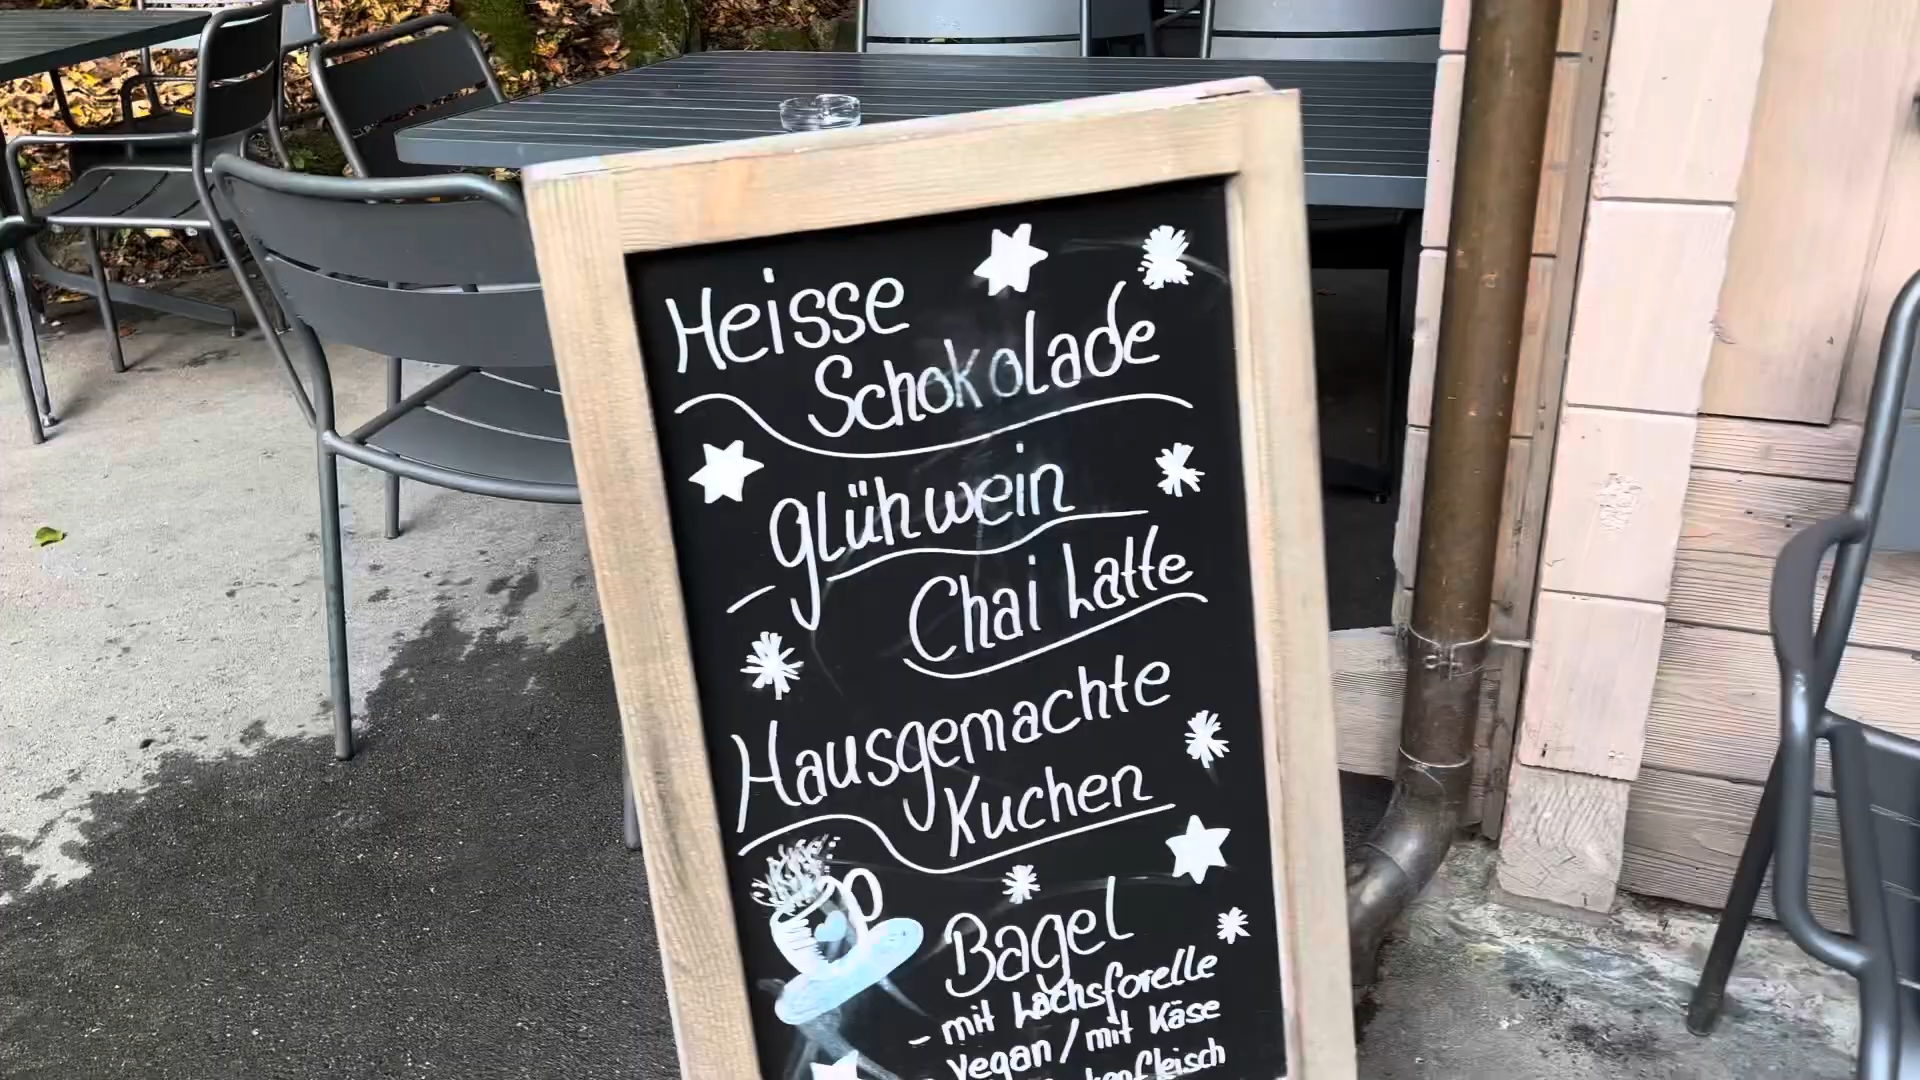 Heisse
Schokolade
Glühwein
Chai Latte
Hausgemachte
Kuchen
Bagel
- mit Lachsforelle
Vegan / mit Käse